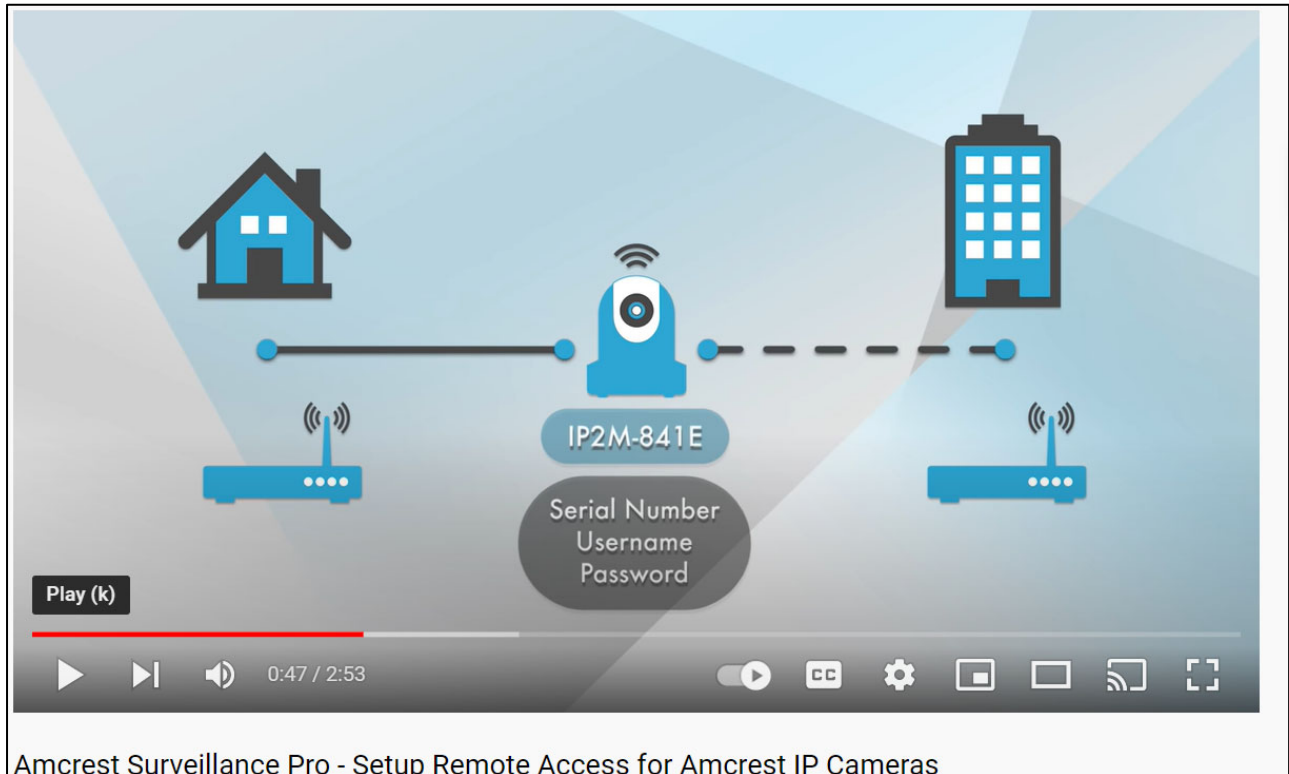 IP2M-841E
Serial Number
Username
Password
Play (k)
0:47 / 2:53
CC
Amcrest Surveillance Pro - Setup Remote Access for Amcrest IP Cameras